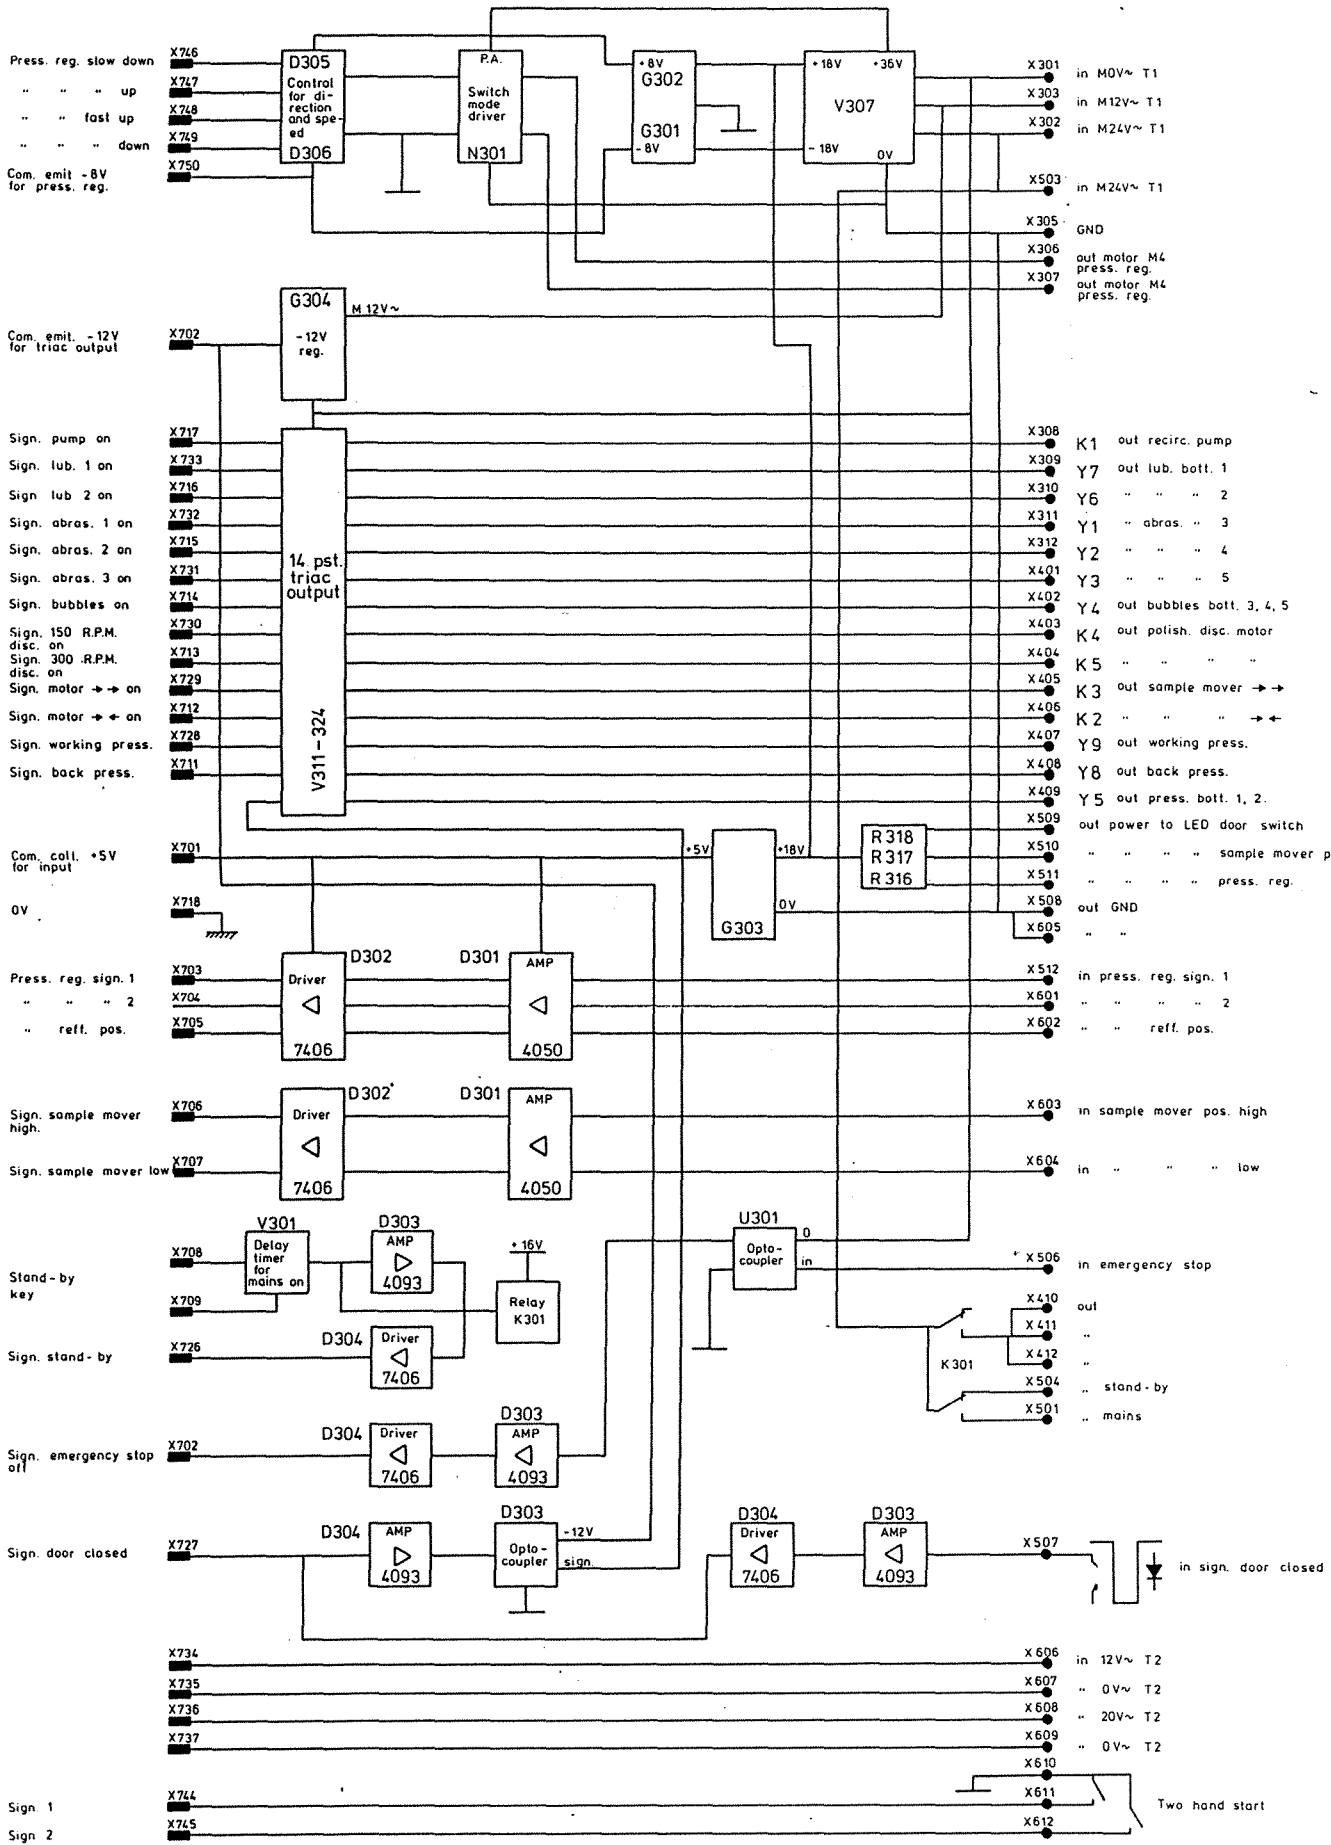 Press. reg. slow down X746
" " " up X747
" " fast up X748
" " " down X749
Com. emit -8V X750
for press. reg.
D305
Control
for di-
rection
and spe-
ed
D306
P.A.
Switch
mode
driver
N301
+8V
G302
G301
-8V
+18V +36V
V307
-18V
0V
X301 in M0V~ T1
X303 in M12V~ T1
X302 in M24V~ T1
X503 in M24V~ T1
X305 GND
X306 out motor M4
press. reg.
X307 out motor M4
press. reg.
G304
-12V
reg.
M 12V~
Com. emit. -12V X702
for triac output
Sign. pump on X717
Sign. lub. 1 on X733
Sign lub 2 on X716
Sign. abras. 1 on X732
Sign. abras. 2 on X715
Sign. abras. 3 on X731
Sign. bubbles on X714
Sign. 150 R.P.M. X730
disc. on
Sign. 300 .R.P.M. X713
disc. on
Sign. motor →→ on X729
Sign. motor →← on X712
Sign. working press. X728
Sign. back press. X711
14. pst.
triac
output
V311-324
X308 K1 out recirc. pump
X309 Y7 out lub. bott. 1
X310 Y6 " " " 2
X311 Y1 " abras. " 3
X312 Y2 " " " 4
X401 Y3 " " " 5
X402 Y4 out bubbles bott. 3, 4, 5
X403 K4 out polish. disc. motor
X404 K5 " " " "
X405 K3 out sample mover →→
X406 K2 " " " →←
X407 Y9 out working press.
X408 Y8 out back press.
X409 Y5 out press. bott. 1, 2.
X509 out power to LED door switch
X510 " " " " sample mover p
X511 " " " " press. reg.
X508 out GND
X605 " "
Com. coll. +5V X701
for input
0V X718
+5V +18V
0V
G303
R318
R317
R316
Press. reg. sign. 1 X703
" " " 2 X704
" reff. pos. X705
D302
Driver
7406
D301
AMP
4050
X512 in press. reg. sign. 1
X601 " " " " 2
X602 " " reff. pos.
Sign. sample mover X706
high.
Sign. sample mover low X707
D302
Driver
7406
D301
AMP
4050
X603 in sample mover pos. high
X604 in " " " low
X708
Stand-by
key
X709
V301
Delay
timer
for
mains on
D303
AMP
4093
+16V
Relay
K301
Sign. stand-by X726
D304
Driver
7406
U301
Opto-
coupler
0
in
X506 in emergency stop
X410 out
X411 "
X412 "
K301
X504 " stand-by
X501 " mains
Sign. emergency stop X702
off
D304
Driver
7406
D303
AMP
4093
Sign. door closed X727
D304
AMP
4093
D303
Opto-
coupler
-12V
sign.
D304
Driver
7406
D303
AMP
4093
X507 in sign. door closed
X734 X606 in 12V~ T2
X735 X607 " 0V~ T2
X736 X608 " 20V~ T2
X737 X609 " 0V~ T2
X610
Sign. 1 X744 X611
Two hand start
Sign 2 X745 X612